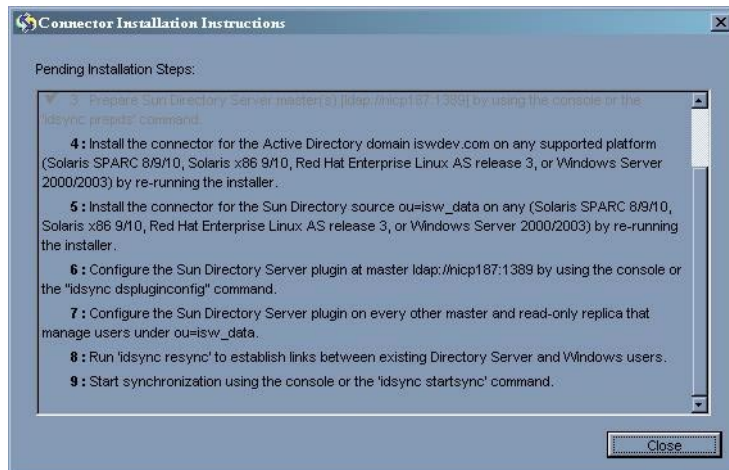 Connector Installation Instructions
Pending Installation Steps:
3 : Prepare Sun Directory Server master(s) [ldap://nicp187:1389] by using the console or the
'idsync prepds' command.
4 : Install the connector for the Active Directory domain iswdev.com on any supported platform
(Solaris SPARC 8/9/10, Solaris x86 9/10, Red Hat Enterprise Linux AS release 3, or Windows Server
2000/2003) by re-running the installer.
5 : Install the connector for the Sun Directory source ou=isw_data on any (Solaris SPARC 8/9/10,
Solaris x86 9/10, Red Hat Enterprise Linux AS release 3, or Windows Server 2000/2003) by re-running
the installer.
6 : Configure the Sun Directory Server plugin at master ldap://nicp187:1389 by using the console or
the "idsync dspluginconfig" command.
7 : Configure the Sun Directory Server plugin on every other master and read-only replica that
manage users under ou=isw_data.
8 : Run 'idsync resync' to establish links between existing Directory Server and Windows users.
9 : Start synchronization using the console or the 'idsync startsync' command.
Close